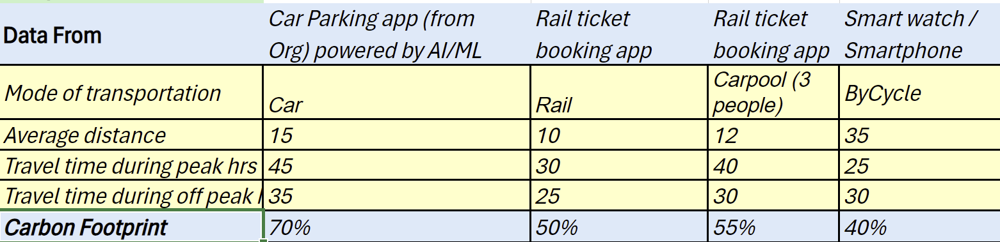 Data From
Car Parking app (from
Org) powered by AI/ML
Rail ticket
booking app
Rail ticket
booking app
Smart watch /
Smartphone
Mode of transportation
Car
Rail
Carpool (3
people)
ByCycle
Average distance
15
10
12
35
Travel time during peak hrs
45
30
40
25
Travel time during off peak
35
25
30
30
Carbon Footprint
70%
50%
55%
40%